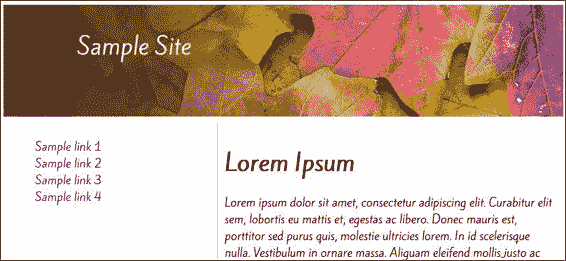 Sample Site
Sample link 1
Sample link 2
Sample link 3
Sample link 4
Lorem Ipsum
Lorem ipsum dolor sit amet, consectetur adipiscing elit. Curabitur elit
sem, lobortis eu mattis et, egestas ac libero. Donec mauris est,
porttitor sed purus quis, molestie ultricies lorem. In id scelerisque
nulla. Vestibulum in ornare massa. Aliquam eleifend mollis justo ac